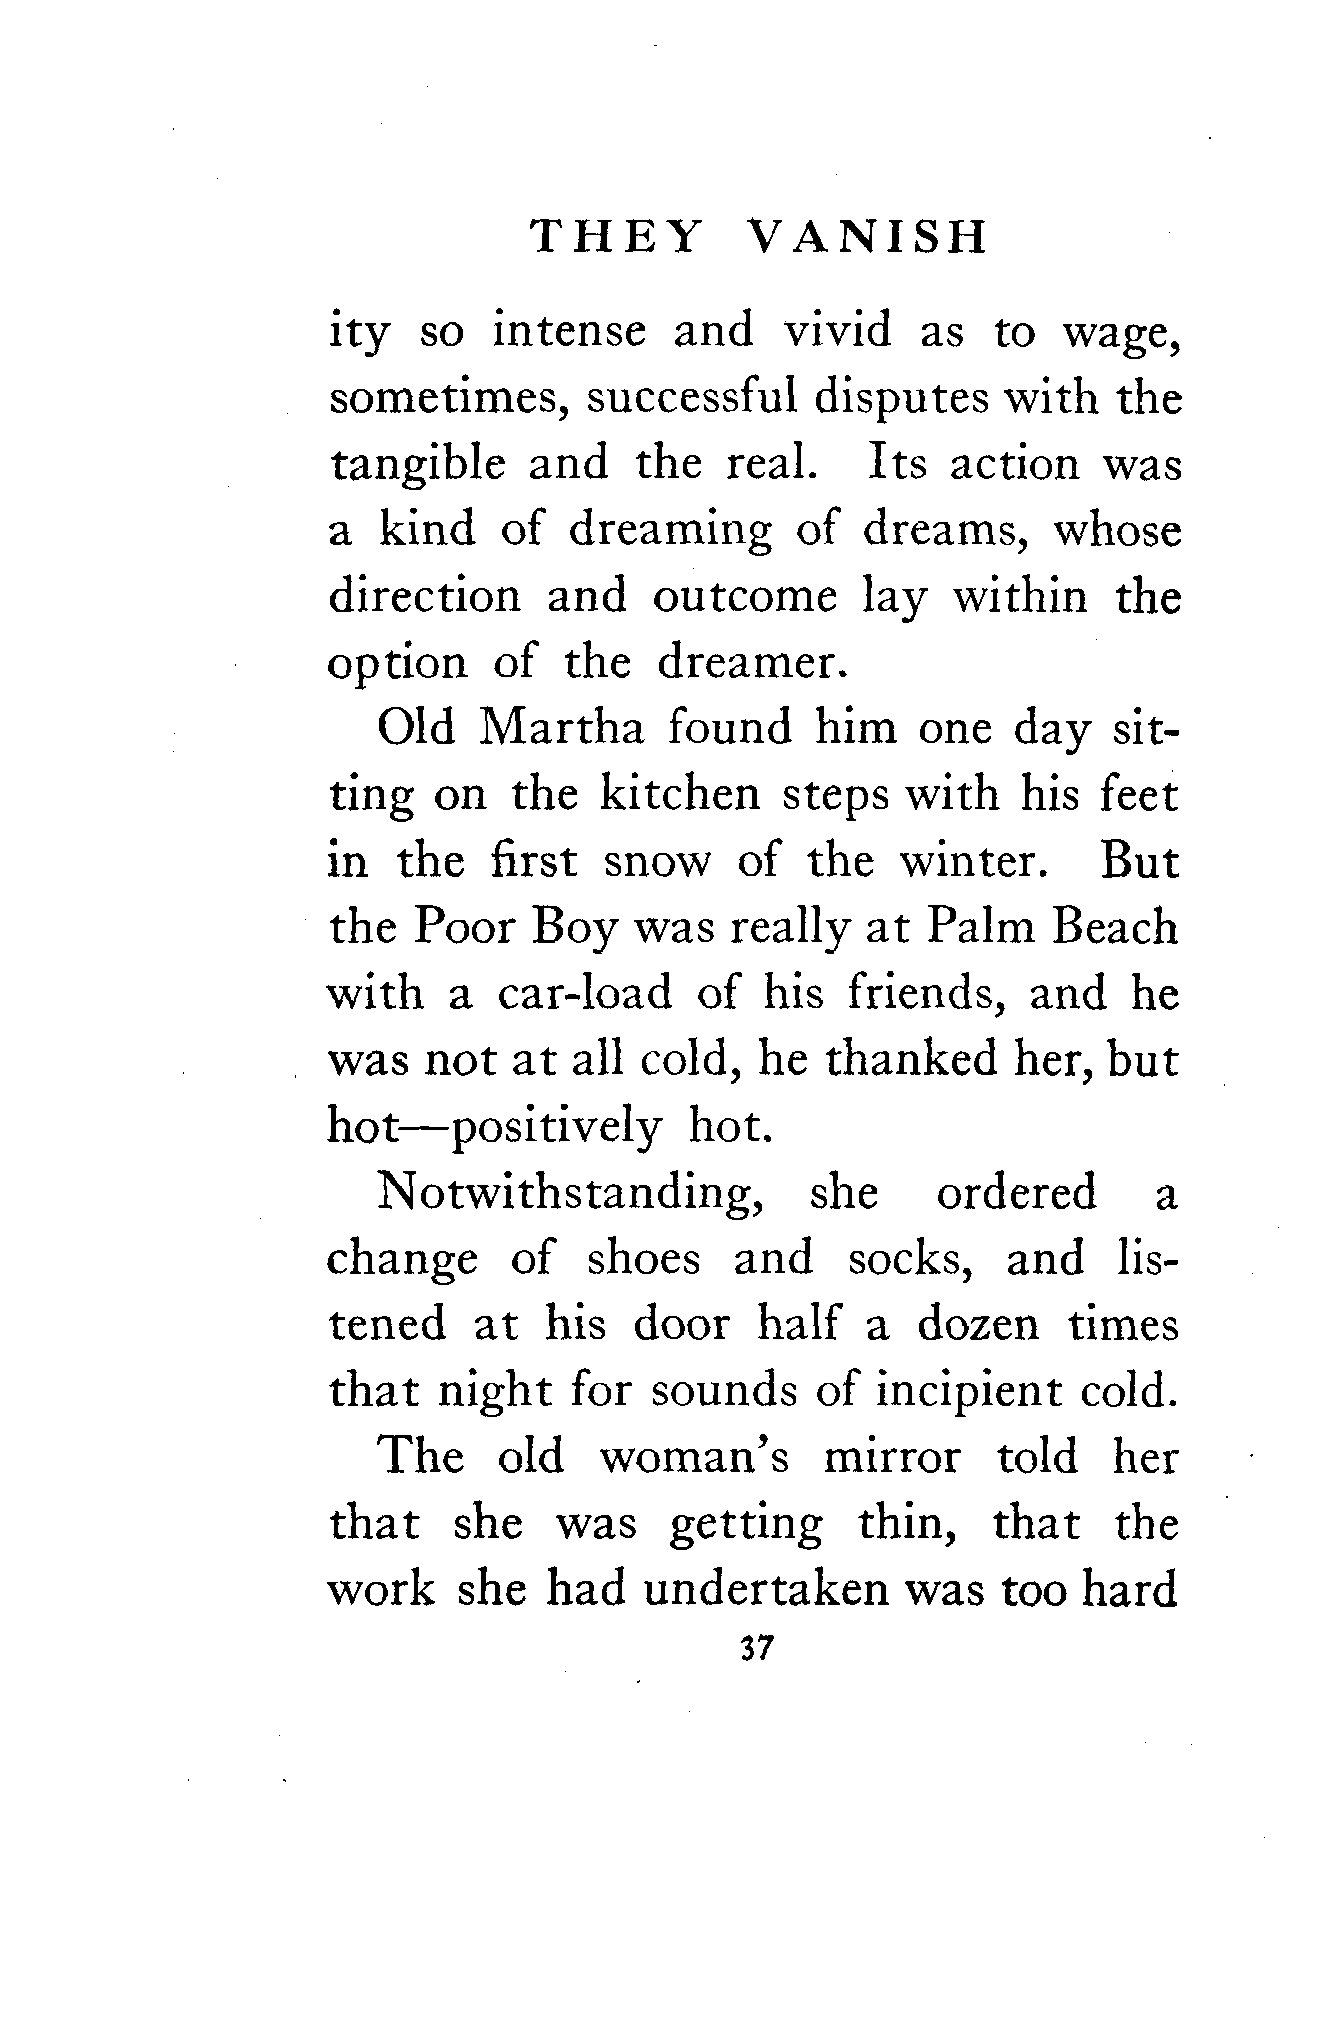 THEY VANISH
ity so intense and vivid as to wage,
sometimes, successful disputes with the
tangible and the real. Its action was
a kind of dreaming of dreams, whose
direction and outcome lay within the
option of the dreamer.
Old Martha found him one day sit-
ting on the kitchen steps with his feet
in the first snow of the winter. But
the Poor Boy was really at Palm Beach
with a car-load of his friends, and he
was not at all cold, he thanked her, but
hot—positively hot.
Notwithstanding, she ordered a
change of shoes and socks, and lis-
tened at his door half a dozen times
that night for sounds of incipient cold.
The old woman's mirror told her
that she was getting thin, that the
work she had undertaken was too hard
37